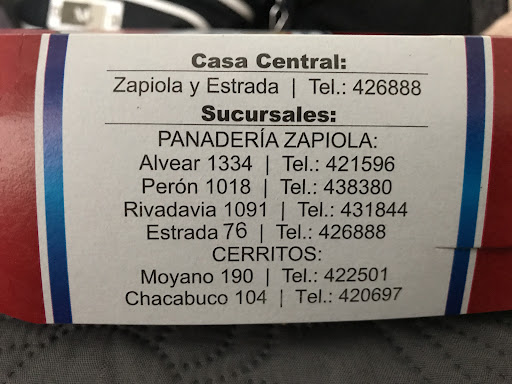 Casa Central:
Zapiola y Estrada | Tel.: 426888
Sucursales:
PANADERÍA ZAPIOLA:
Alvear 1334 | Tel.: 421596
Perón 1018 | Tel.: 438380
Rivadavia 1091 | Tel.: 431844
Estrada 76 | Tel.: 426888
CERRITOS:
Moyano 190 | Tel.: 422501
Chacabuco 104 | Tel.: 420697